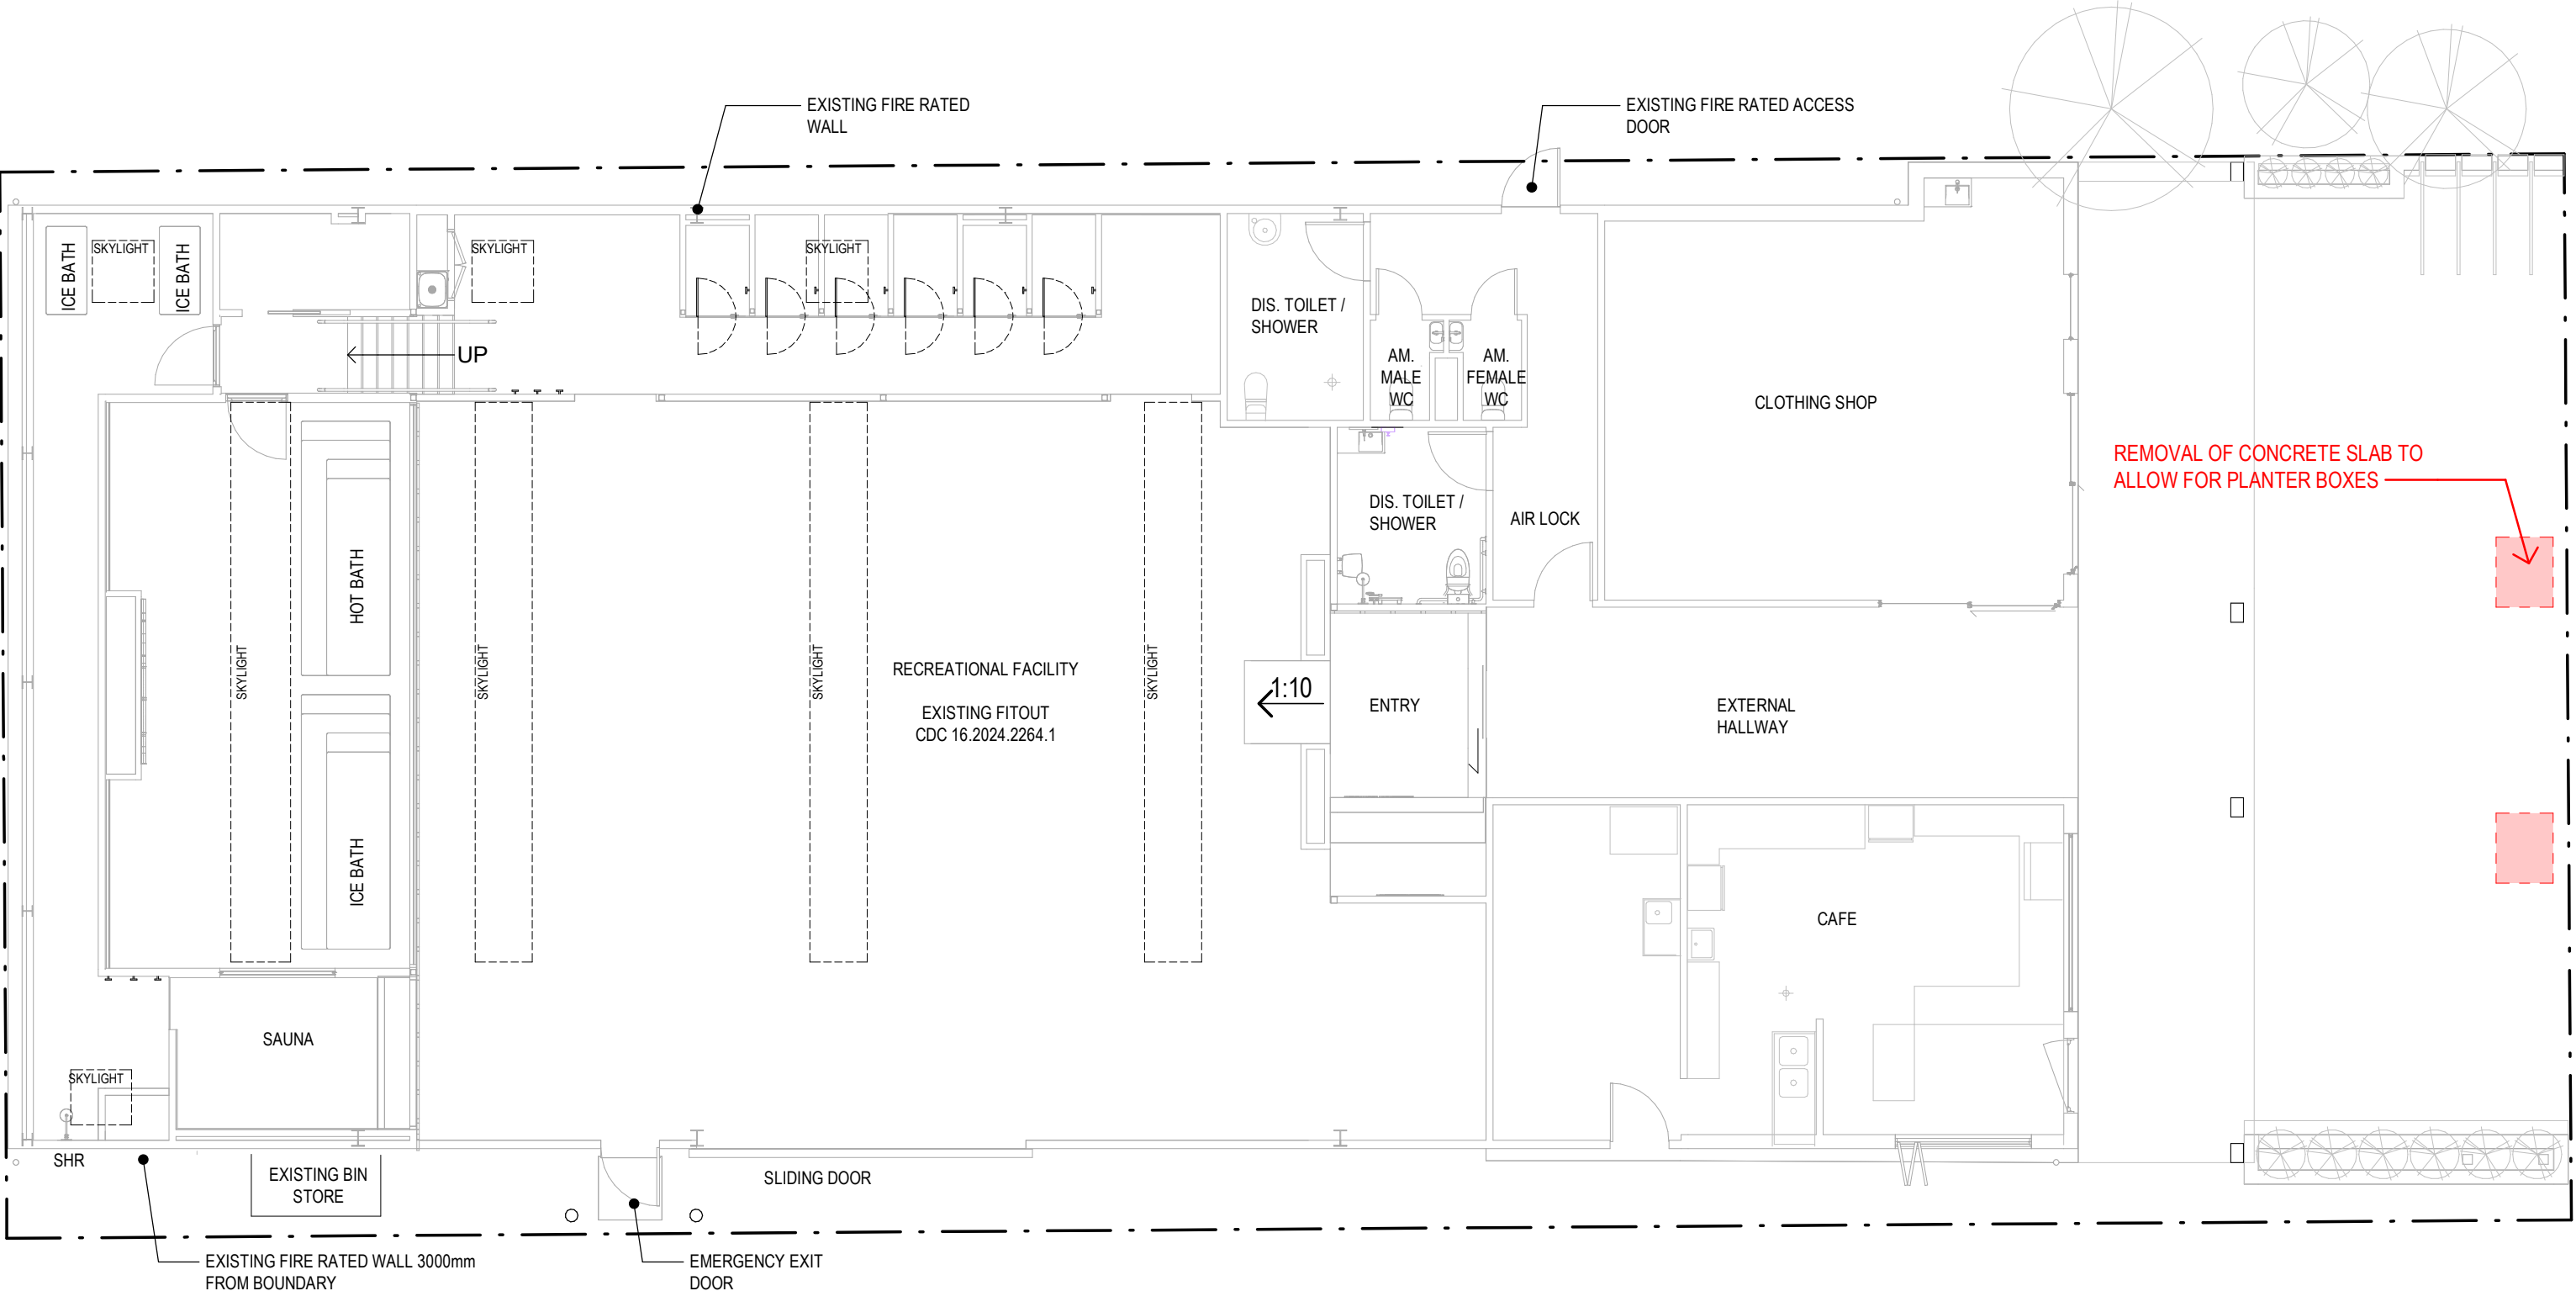 EXISTING FIRE RATED
WALL
EXISTING FIRE RATED ACCESS
DOOR
ICE BATH
SKYLIGHT
ICE BATH
SKYLIGHT
SKYLIGHT
UP
DIS. TOILET /
SHOWER
AM.
MALE
WC
AM.
FEMALE
WC
CLOTHING SHOP
REMOVAL OF CONCRETE SLAB TO
ALLOW FOR PLANTER BOXES
DIS. TOILET /
SHOWER
AIR LOCK
HOT BATH
SKYLIGHT
SKYLIGHT
SKYLIGHT
SKYLIGHT
RECREATIONAL FACILITY
EXISTING FITOUT
CDC 16.2024.2264.1
1:10
ENTRY
EXTERNAL
HALLWAY
ICE BATH
CAFE
SAUNA
SKYLIGHT
SHR
EXISTING BIN
STORE
SLIDING DOOR
EXISTING FIRE RATED WALL 3000mm
FROM BOUNDARY
EMERGENCY EXIT
DOOR